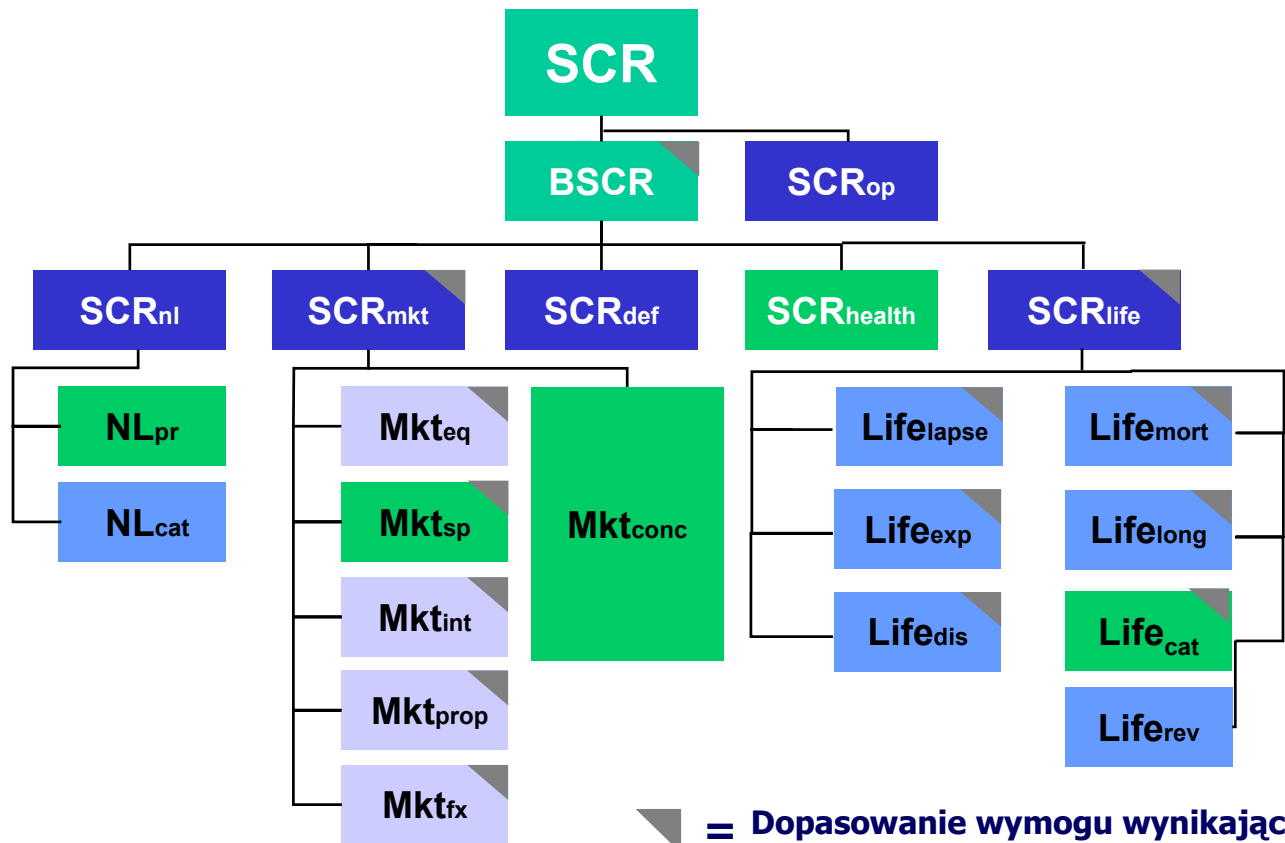 SCR
BSCR
SCRop
SCRnl
SCRmkt
SCRdef
SCRhealth
SCRlife
NLpr
NLcat
Mkteq
Mktsp
Mktint
Mktprop
Mktfx
Mktconc
Lifelapse
Lifeexp
Lifedis
Lifemort
Lifelong
Lifecat
Liferev
= Dopasowanie wymogu